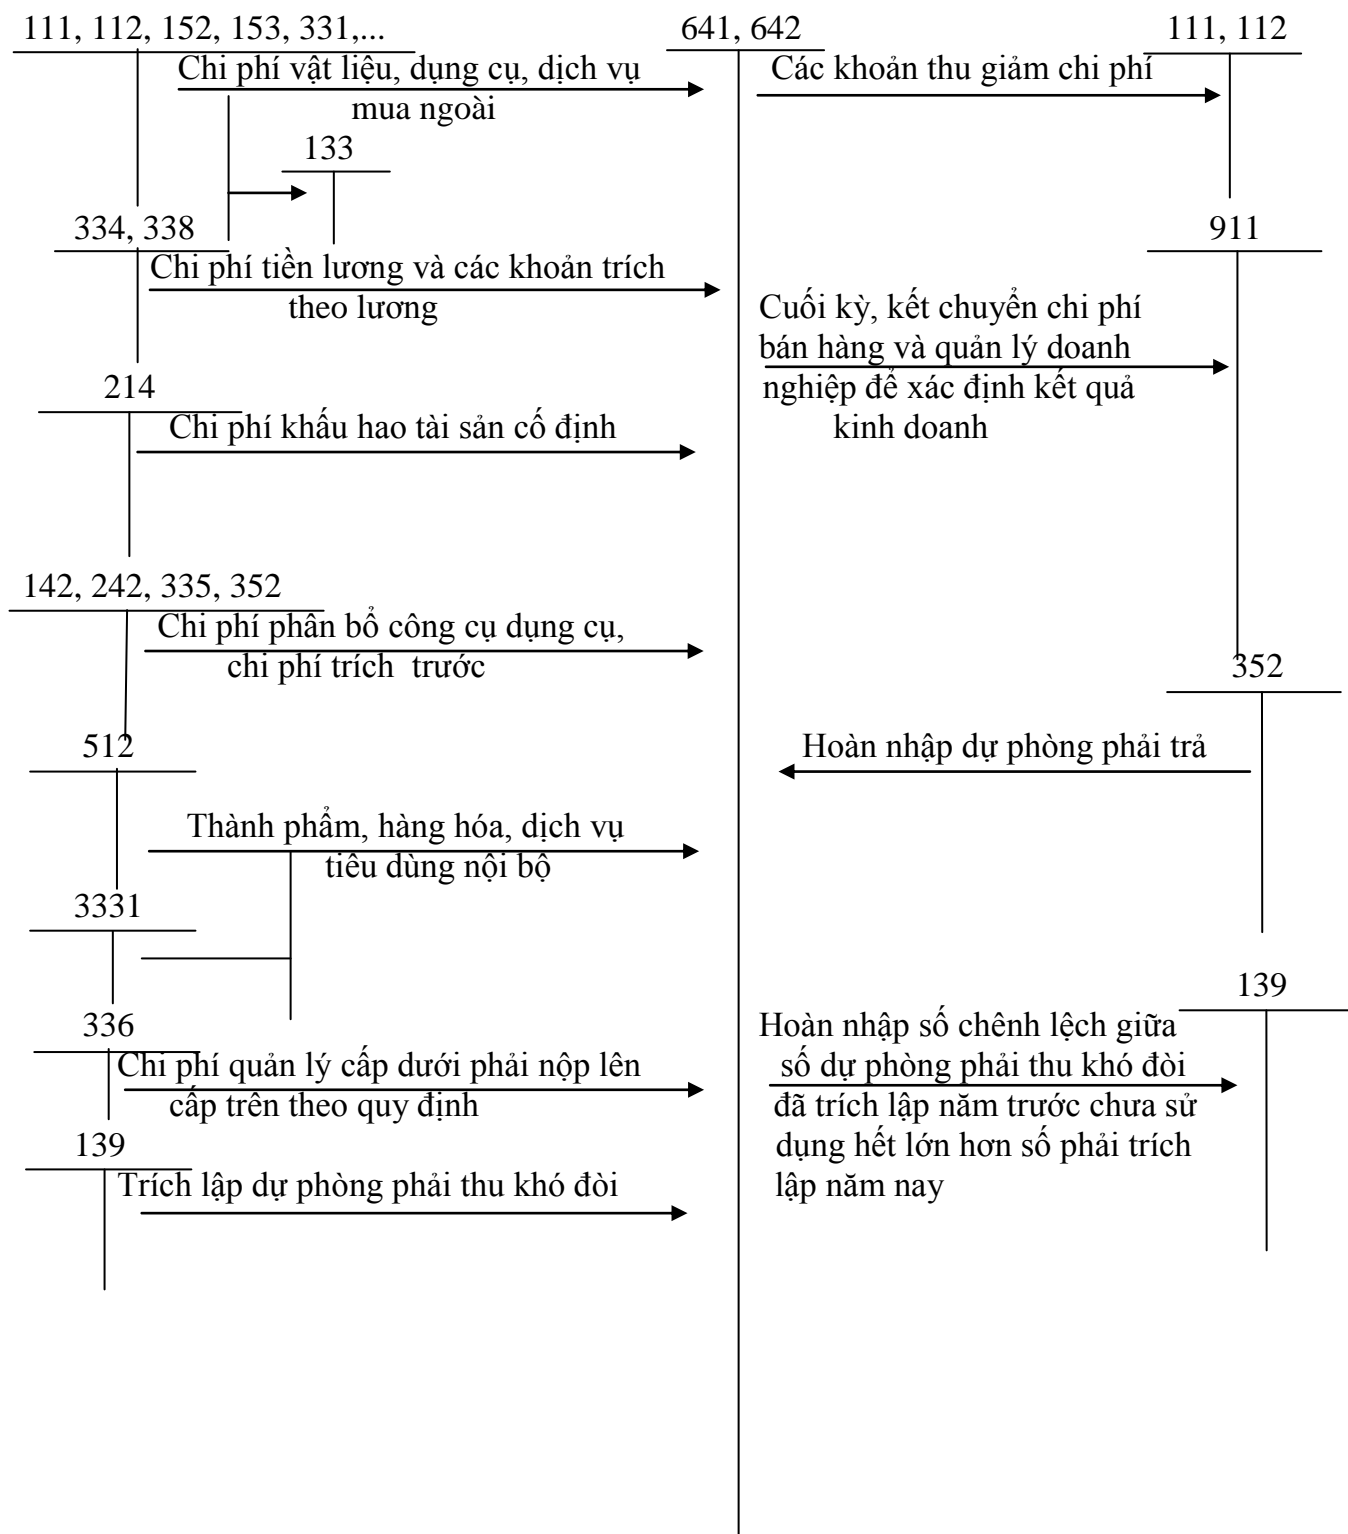 111, 112, 152, 153, 331,...
641, 642
111, 112
Chi phí vật liệu, dụng cụ, dịch vụ
mua ngoài
Các khoản thu giảm chi phí
133
334, 338
911
Chi phí tiền lương và các khoản trích
theo lương
Cuối kỳ, kết chuyển chi phí
bán hàng và quản lý doanh
nghiệp để xác định kết quả
kinh doanh
214
Chi phí khấu hao tài sản cố định
142, 242, 335, 352
Chi phí phân bổ công cụ dụng cụ,
chi phí trích trước
352
512
Hoàn nhập dự phòng phải trả
Thành phẩm, hàng hóa, dịch vụ
tiêu dùng nội bộ
3331
139
336
Chi phí quản lý cấp dưới phải nộp lên
cấp trên theo quy định
Hoàn nhập số chênh lệch giữa
số dự phòng phải thu khó đòi
đã trích lập năm trước chưa sử
dụng hết lớn hơn số phải trích
lập năm nay
139
Trích lập dự phòng phải thu khó đòi